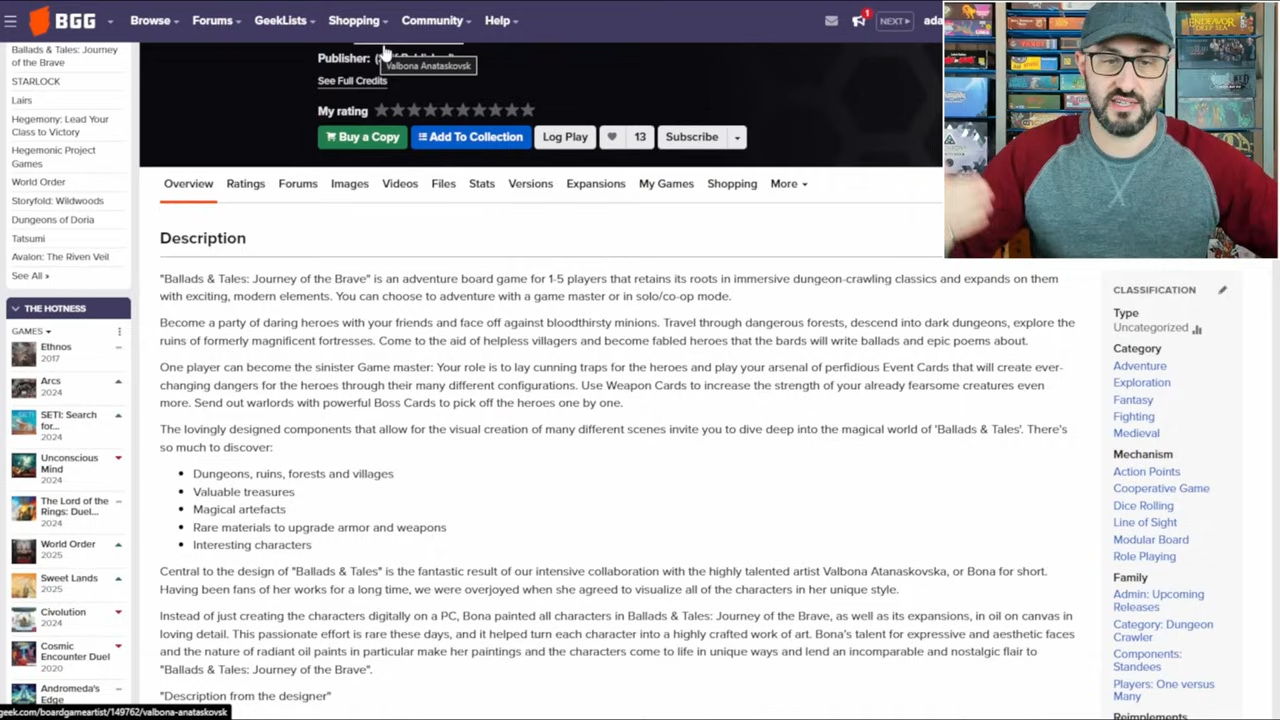 BGG Browse Forums GeekLists Shopping Community Help 1 NEXT ada
Ballads & Tales: Journey
of the Brave
STARLOCK
Lairs
Hegemony: Lead Your
Class to Victory
Hegemonic Project
Games
World Order
Storyfold: Wildwoods
Dungeons of Doria
Tatsumi
Avalon: The Riven Veil
See All »
THE HOTNESS
GAMES
Ethnos
2017
Arcs
2024
SETI: Search
for...
2024
Unconscious
Mind
2024
The Lord of the
Rings: Duel...
2024
World Order
2025
Sweet Lands
2025
Civolution
2024
Cosmic
Encounter Duel
2020
Andromeda's
Edge
Publisher:
Valbona Anataskovsk
See Full Credits
My rating
Buy a Copy Add To Collection Log Play 13 Subscribe
Overview Ratings Forums Images Videos Files Stats Versions Expansions My Games Shopping More
Description
"Ballads & Tales: Journey of the Brave" is an adventure board game for 1-5 players that retains its roots in immersive dungeon-crawling classics and expands on them
with exciting, modern elements. You can choose to adventure with a game master or in solo/co-op mode.
Become a party of daring heroes with your friends and face off against bloodthirsty minions. Travel through dangerous forests, descend into dark dungeons, explore the
ruins of formerly magnificent fortresses. Come to the aid of helpless villagers and become fabled heroes that the bards will write ballads and epic poems about.
One player can become the sinister Game master: Your role is to lay cunning traps for the heroes and play your arsenal of perfidious Event Cards that will create ever-
changing dangers for the heroes through their many different configurations. Use Weapon Cards to increase the strength of your already fearsome creatures even
more. Send out warlords with powerful Boss Cards to pick off the heroes one by one.
The lovingly designed components that allow for the visual creation of many different scenes invite you to dive deep into the magical world of 'Ballads & Tales'. There's
so much to discover:
• Dungeons, ruins, forests and villages
• Valuable treasures
• Magical artefacts
• Rare materials to upgrade armor and weapons
• Interesting characters
Central to the design of "Ballads & Tales" is the fantastic result of our intensive collaboration with the highly talented artist Valbona Atanaskovska, or Bona for short.
Having been fans of her works for a long time, we were overjoyed when she agreed to visualize all of the characters in her unique style.
Instead of just creating the characters digitally on a PC, Bona painted all characters in Ballads & Tales: Journey of the Brave, as well as its expansions, in oil on canvas in
loving detail. This passionate effort is rare these days, and it helped turn each character into a highly crafted work of art. Bona's talent for expressive and aesthetic faces
and the nature of radiant oil paints in particular make her paintings and the characters come to life in unique ways and lend an incomparable and nostalgic flair to
"Ballads & Tales: Journey of the Brave".
"Description from the designer"
CLASSIFICATION
Type
Uncategorized
Category
Adventure
Exploration
Fantasy
Fighting
Medieval
Mechanism
Action Points
Cooperative Game
Dice Rolling
Line of Sight
Modular Board
Role Playing
Family
Admin: Upcoming
Releases
Category: Dungeon
Crawler
Components:
Standees
Players: One versus
Many
Reimplements
geek.com/boardgameartist/149762/valbona-anataskovsk
ENDEAVOR
DEEP SEA